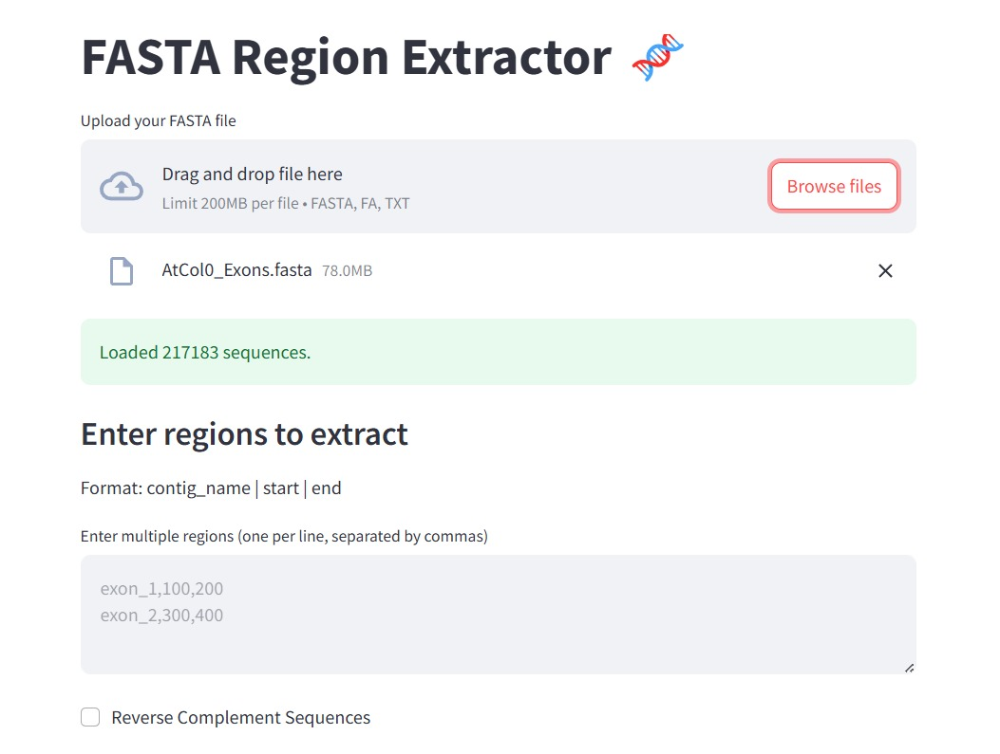 FASTA Region Extractor 🧬
Upload your FASTA file
Drag and drop file here
Limit 200MB per file • FASTA, FA, TXT
Browse files
AtCol0_Exons.fasta 78.0MB
Loaded 217183 sequences.
Enter regions to extract
Format: contig_name | start | end
Enter multiple regions (one per line, separated by commas)
exon_1,100,200
exon_2,300,400
Reverse Complement Sequences